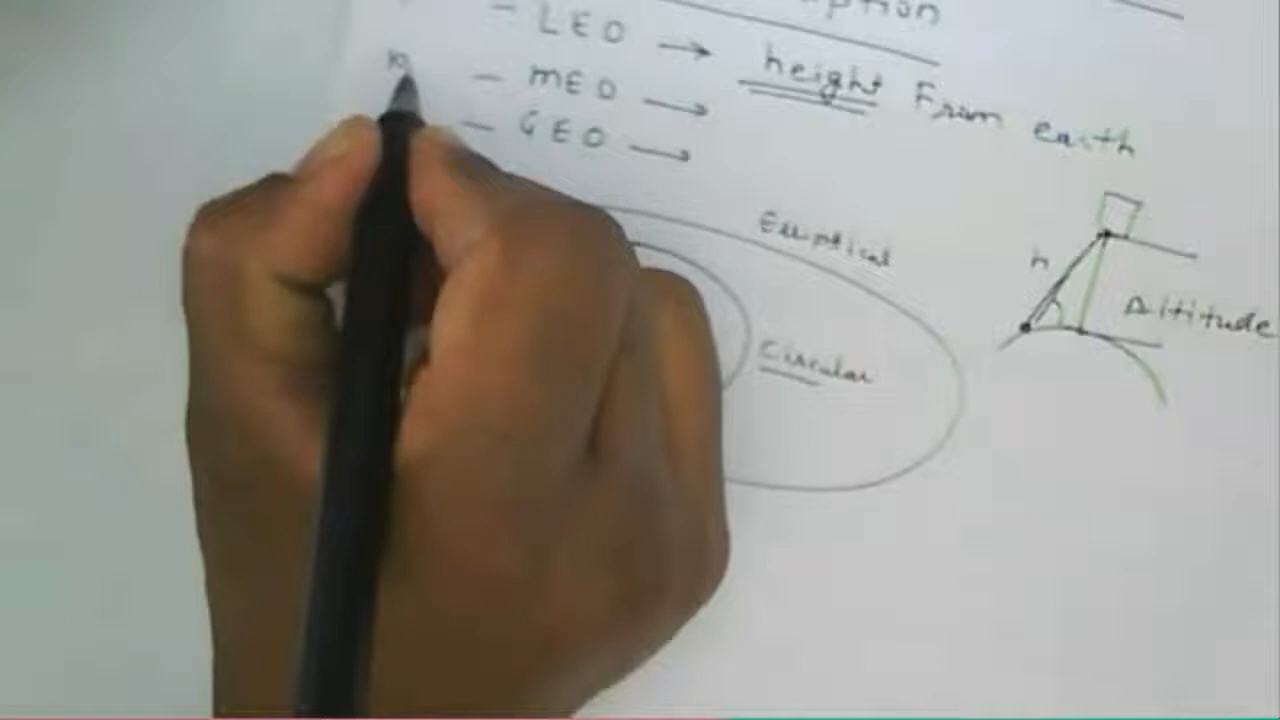 - LEO → height From earth
- MEO →
- GEO →
Elliptical
h
Altitude
Circular